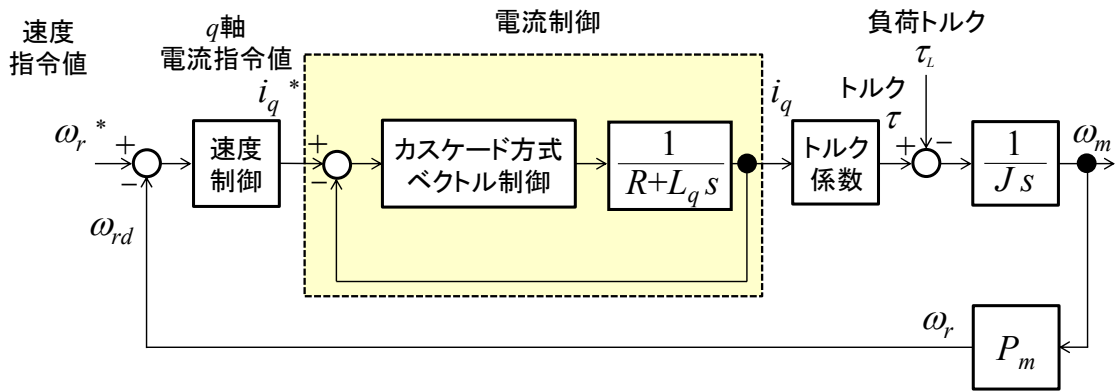 電流制御
負荷トルク
τ_L
速度
指令値
q軸
電流指令値
i_q *
i_q
トルク
τ
ω_r *
+
−
速度
制御
+
−
カスケード方式
ベクトル制御
1
R+L_q s
トルク
係数
+
−
1
J s
ω_m
ω_rd
ω_r
P_m